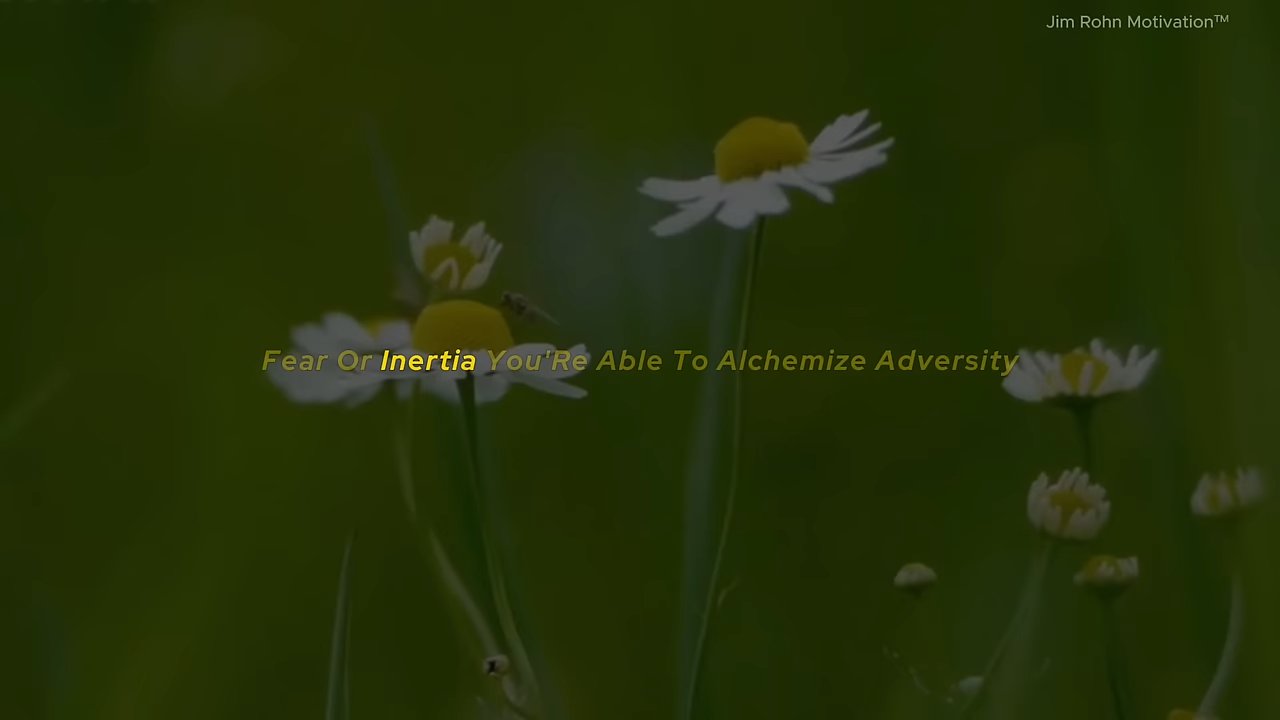 Jim Rohn Motivation™
Fear Or Inertia You'Re Able To Alchemize Adversity